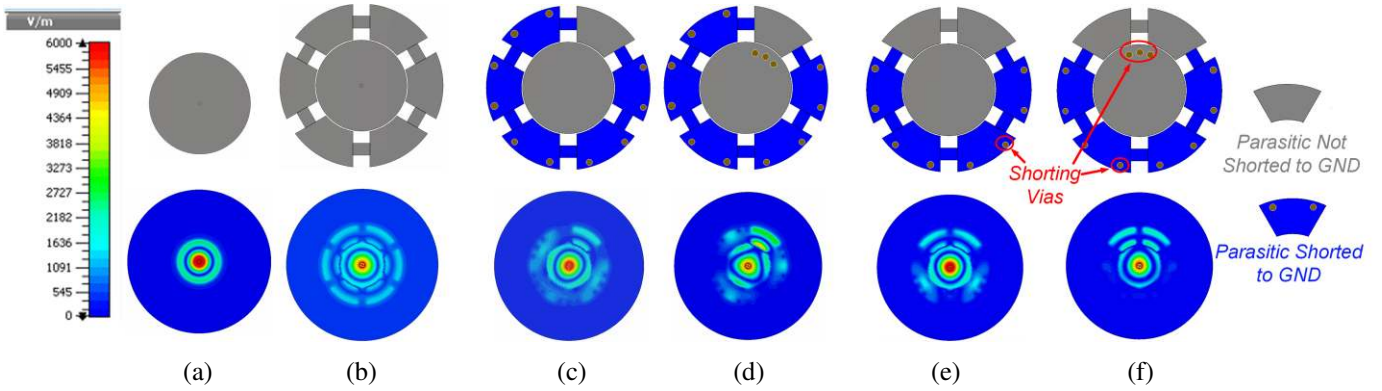 V/m
6000
5455
4909
4364
3818
3273
2727
2182
1636
1091
545
0
Shorting
Vias
Parasitic Not
Shorted to GND
Parasitic Shorted
to GND
(a)
(b)
(c)
(d)
(e)
(f)